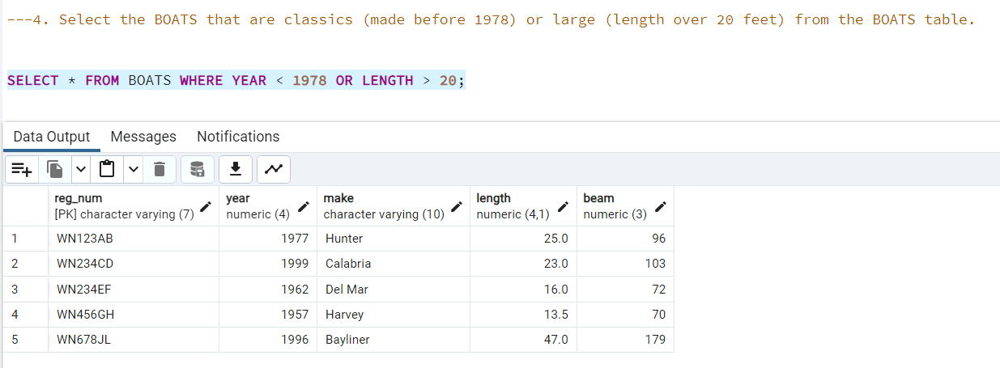 ---4. Select the BOATS that are classics (made before 1978) or large (length over 20 feet) from the BOATS table.
SELECT * FROM BOATS WHERE YEAR < 1978 OR LENGTH > 20;
Data Output Messages Notifications
reg_num year make length beam
[PK] character varying (7) numeric (4) character varying (10) numeric (4,1) numeric (3)
1 WN123AB 1977 Hunter 25.0 96
2 WN234CD 1999 Calabria 23.0 103
3 WN234EF 1962 Del Mar 16.0 72
4 WN456GH 1957 Harvey 13.5 70
5 WN678JL 1996 Bayliner 47.0 179